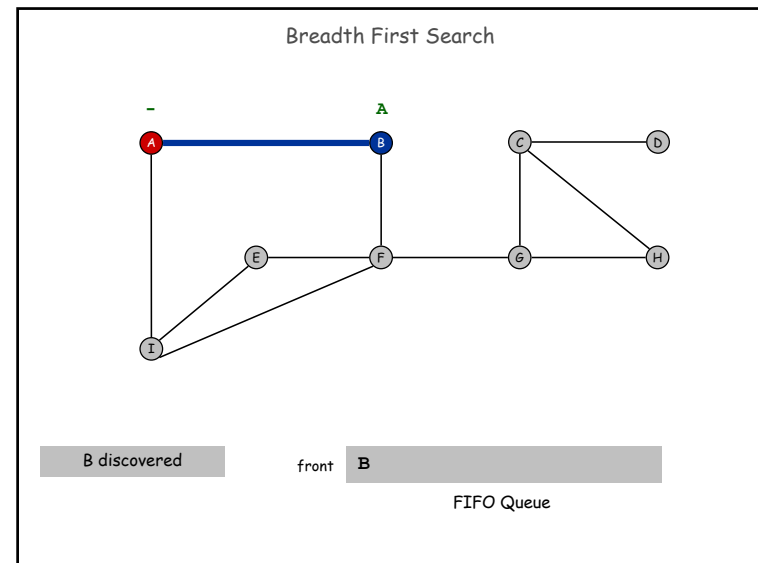 Breadth First Search
- A
A B C D
E F G H
I
B discovered
front B
FIFO Queue